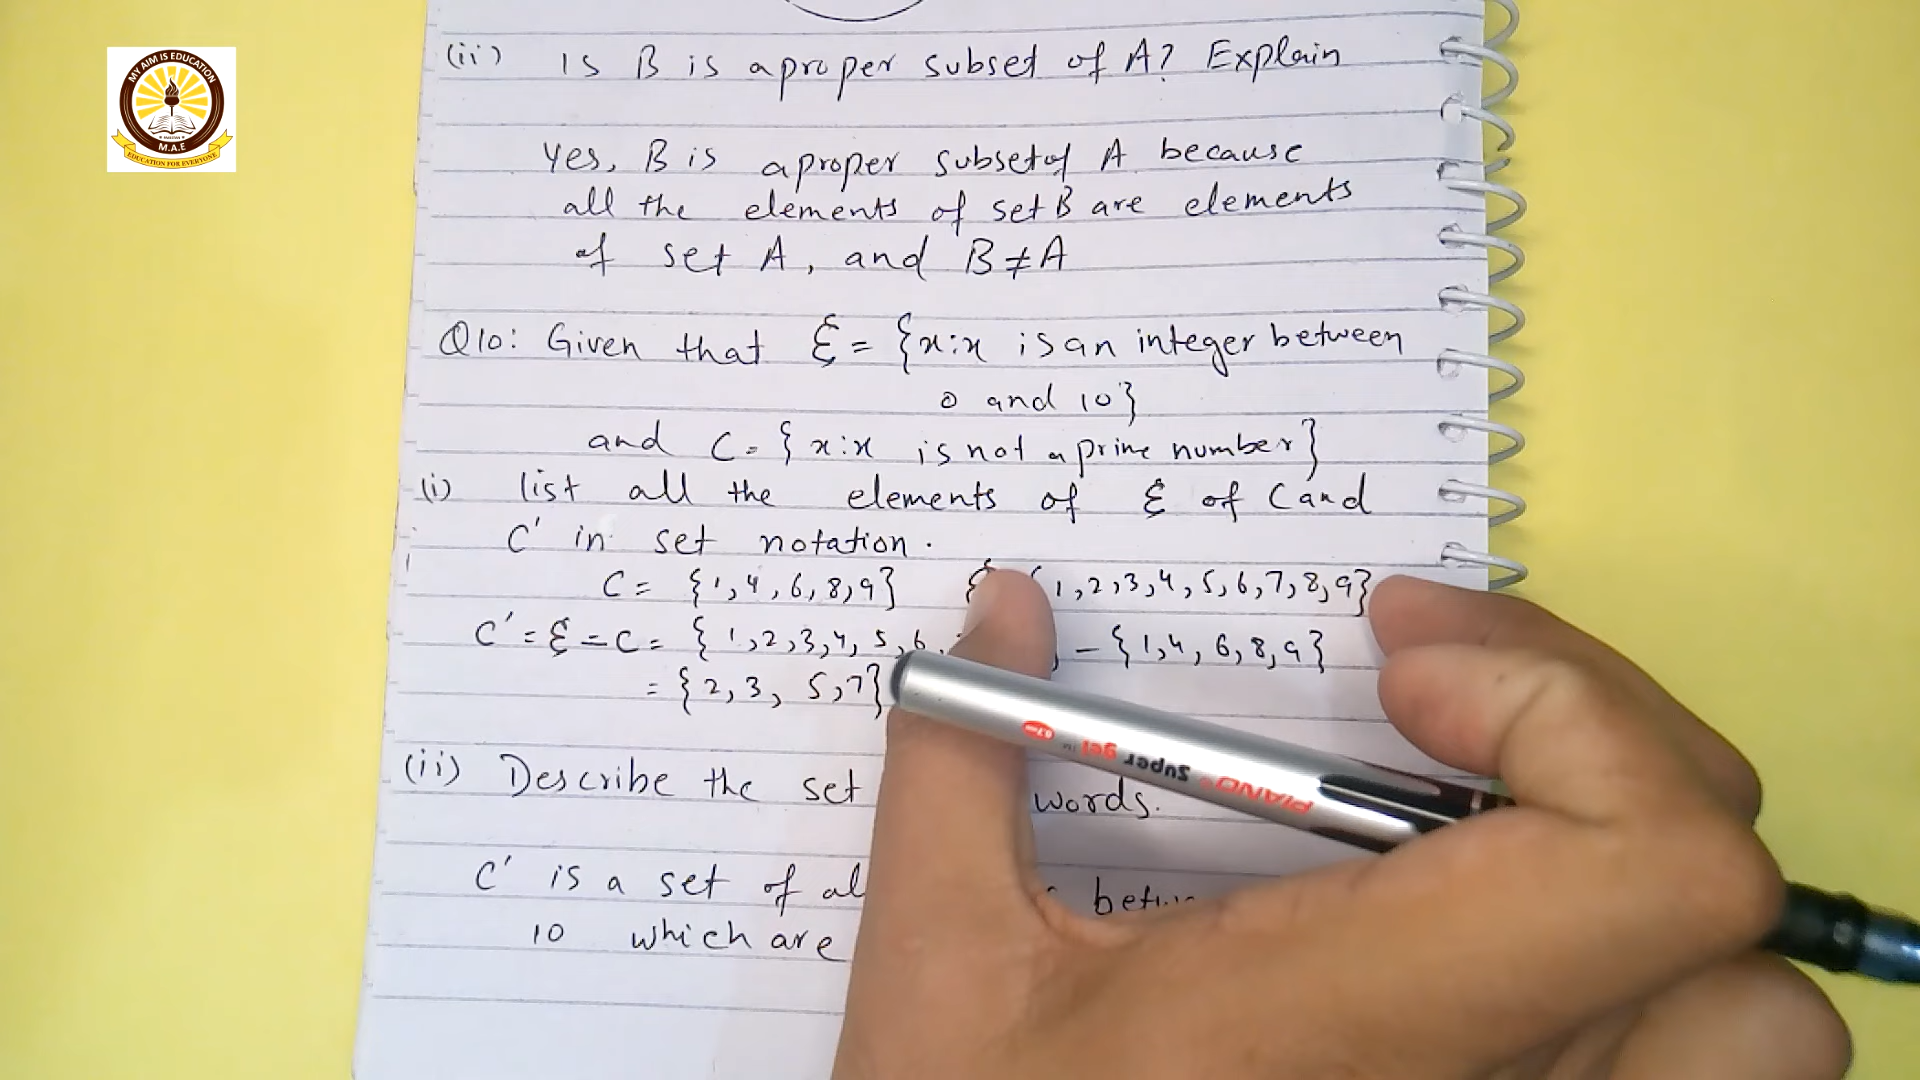 MY AIM IS EDUCATION
M.A.E
EDUCATION FOR EVERYONE
(ii) Is B is a proper subset of A? Explain
Yes, B is a proper subset of A because
all the elements of set B are elements
of set A, and B ≠ A
Q10: Given that ξ = {x:x is an integer between
0 and 10}
and C = {x:x is not a prime number}
(i) list all the elements of ξ of C and
C' in set notation.
C = {1,4,6,8,9} ξ {1,2,3,4,5,6,7,8,9}
C' = ξ - C = {1,2,3,4,5,6, - {1,4,6,8,9}
= {2,3,5,7}
(ii) Describe the set words.
C' is a set of
10 which are
PIANO Super gel